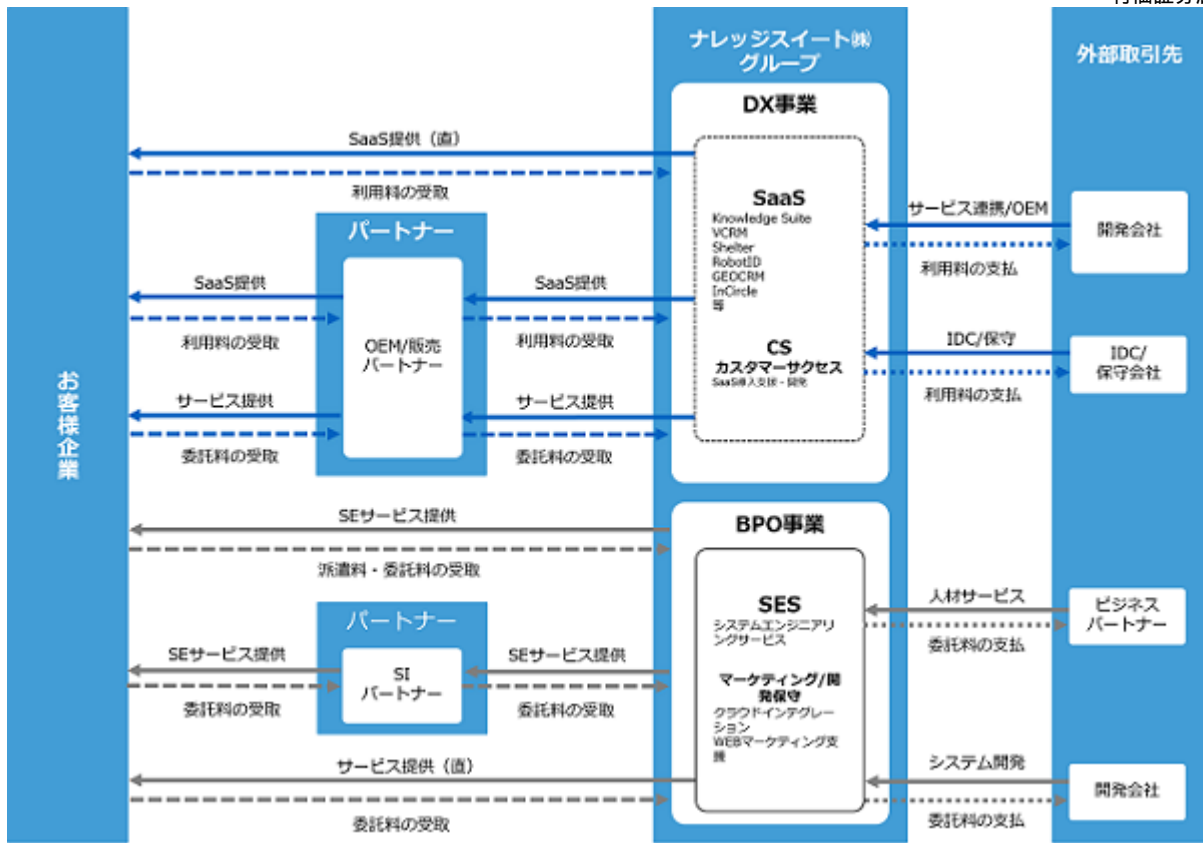 ナレッジスイート㈱
グループ
外部取引先
DX事業
SaaS提供（直）
利用料の受取
SaaS
Knowledge Suite
VCRM
Shelter
RobotID
GEOCRM
InCircle
等
サービス連携/OEM
利用料の支払
開発会社
パートナー
SaaS提供
SaaS提供
利用料の受取
利用料の受取
OEM/販売
パートナー
CS
カスタマーサクセス
SaaS導入支援・開発
IDC/保守
利用料の支払
IDC/
保守会社
お客様企業
サービス提供
サービス提供
委託料の受取
委託料の受取
BPO事業
SEサービス提供
派遣料・委託料の受取
SES
システムエンジニアリ
ングサービス
人材サービス
委託料の支払
ビジネス
パートナー
パートナー
SEサービス提供
SEサービス提供
SI
パートナー
委託料の受取
委託料の受取
マーケティング/開
発保守
クラウドインテグレー
ション
WEBマーケティング支
援
サービス提供（直）
委託料の受取
システム開発
委託料の支払
開発会社